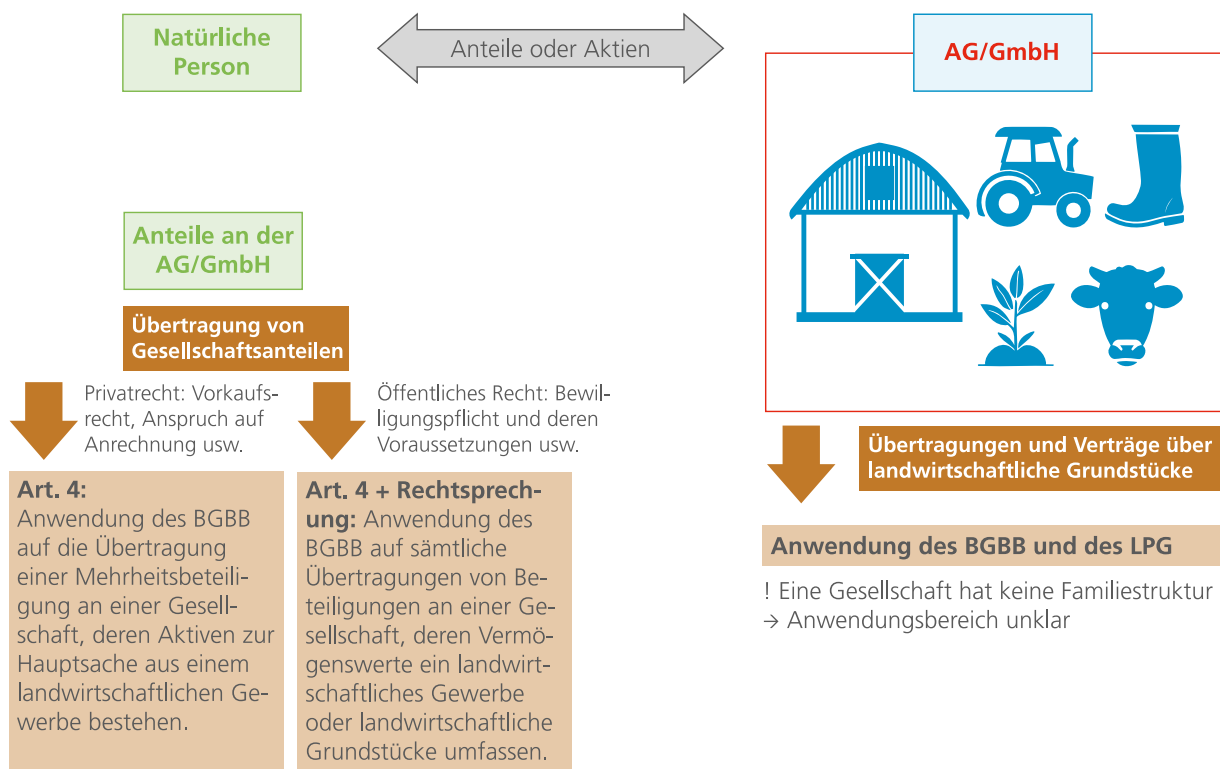 Natürliche
Person
Anteile oder Aktien
AG/GmbH
Anteile an der
AG/GmbH
Übertragung von
Gesellschaftsanteilen
Privatrecht: Vorkaufs-
recht, Anspruch auf
Anrechnung usw.
Öffentliches Recht: Bewil-
ligungspflicht und deren
Voraussetzungen usw.
Art. 4:
Anwendung des BGBB
auf die Übertragung
einer Mehrheitsbeteili-
gung an einer Gesell-
schaft, deren Aktiven zur
Hauptsache aus einem
landwirtschaftlichen Ge-
werbe bestehen.
Art. 4 + Rechtsprech-
ung: Anwendung des
BGBB auf sämtliche
Übertragungen von Be-
teiligungen an einer Ge-
sellschaft, deren Vermö-
genswerte ein landwirt-
schaftliches Gewerbe
oder landwirtschaftliche
Grundstücke umfassen.
Übertragungen und Verträge über
landwirtschaftliche Grundstücke
Anwendung des BGBB und des LPG
! Eine Gesellschaft hat keine Familiestruktur
→ Anwendungsbereich unklar